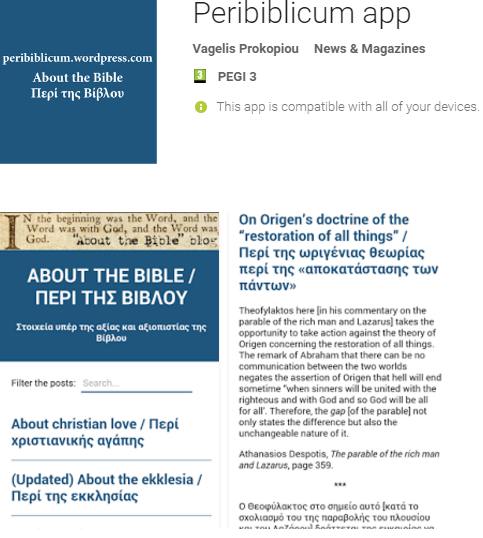 Peribiblicum app
peribiblicum.wordpress.com
About the Bible
Περί της Βίβλου
Vagelis Prokopiou News & Magazines
3 PEGI 3
This app is compatible with all of your devices.
IN the beginning was the Word, and the
Word was with God, and the Word was
God. "About the Bible" blog
ABOUT THE BIBLE /
ΠΕΡΙ ΤΗΣ ΒΙΒΛΟΥ
Στοιχεία υπέρ της αξίας και αξιοπιστίας της
Βίβλου
Filter the posts: Search...
About christian love / Περί
χριστιανικής αγάπης
(Updated) About the ekklesia /
Περί της εκκλησίας
On Origen's doctrine of the
"restoration of all things" /
Περί της ωριγένιας θεωρίας
περί της «αποκατάστασης των
πάντων»
Theofylaktos here [in his commentary on the
parable of the rich man and Lazarus] takes the
opportunity to take action against the theory of
Origen concerning the restoration of all things.
The remark of Abraham that there can be no
communication between the two worlds
negates the assertion of Origen that hell will end
sometime "when sinners will be united with the
righteous and with God and so God will be all
for all'. Therefore, the gap [of the parable] not
only states the difference but also the
unchangeable nature of it.
Athanasios Despotis, The parable of the rich man
and Lazarus, page 359.
***
Ο Θεοφύλακτος στο σημείο αυτό [κατά το
σχολιασμό του της παραβολής του πλουσίου
και του Λαζάρου] δράττεται της ευκαιρίας να